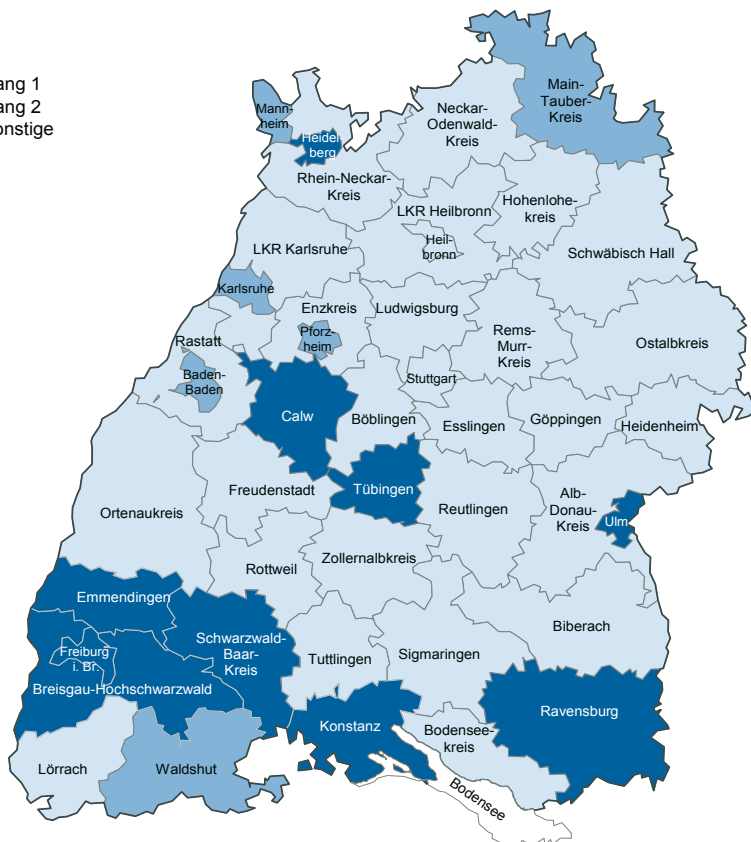 ang 1
ang 2
onstige
Main-
Tauber-
Kreis
Mann-
heim
Neckar-
Odenwald-
Kreis
Heidel-
berg
Rhein-Neckar-
Kreis
Hohenlohe-
kreis
LKR Heilbronn
Heil-
bronn
LKR Karlsruhe
Schwäbisch Hall
Karlsruhe
Enzkreis
Ludwigsburg
Pforz-
heim
Rems-
Murr-
Kreis
Rastatt
Ostalbkreis
Baden-
Baden
Stuttgart
Calw
Böblingen
Esslingen
Göppingen
Heidenheim
Tübingen
Freudenstadt
Ortenaukreis
Reutlingen
Alb-
Donau-
Kreis
Ulm
Zollernalbkreis
Rottweil
Emmendingen
Biberach
Schwarzwald-
Baar-
Kreis
Freiburg
i. Br.
Tuttlingen
Sigmaringen
Breisgau-Hochschwarzwald
Konstanz
Ravensburg
Bodensee-
kreis
Lörrach
Waldshut
Bodensee